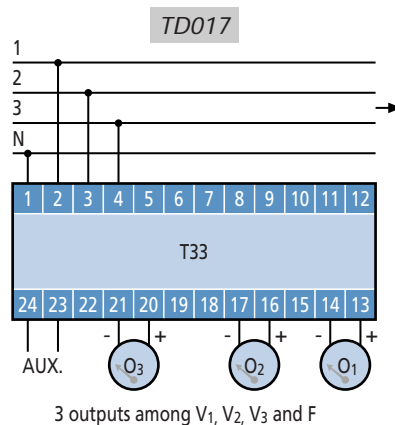 TD017
1
2
3
N
1 2 3 4 5 6 7 8 9 10 11 12
T33
24 23 22 21 20 19 18 17 16 15 14 13
- + - + - +
AUX. O₃ O₂ O₁
3 outputs among V₁, V₂, V₃ and F